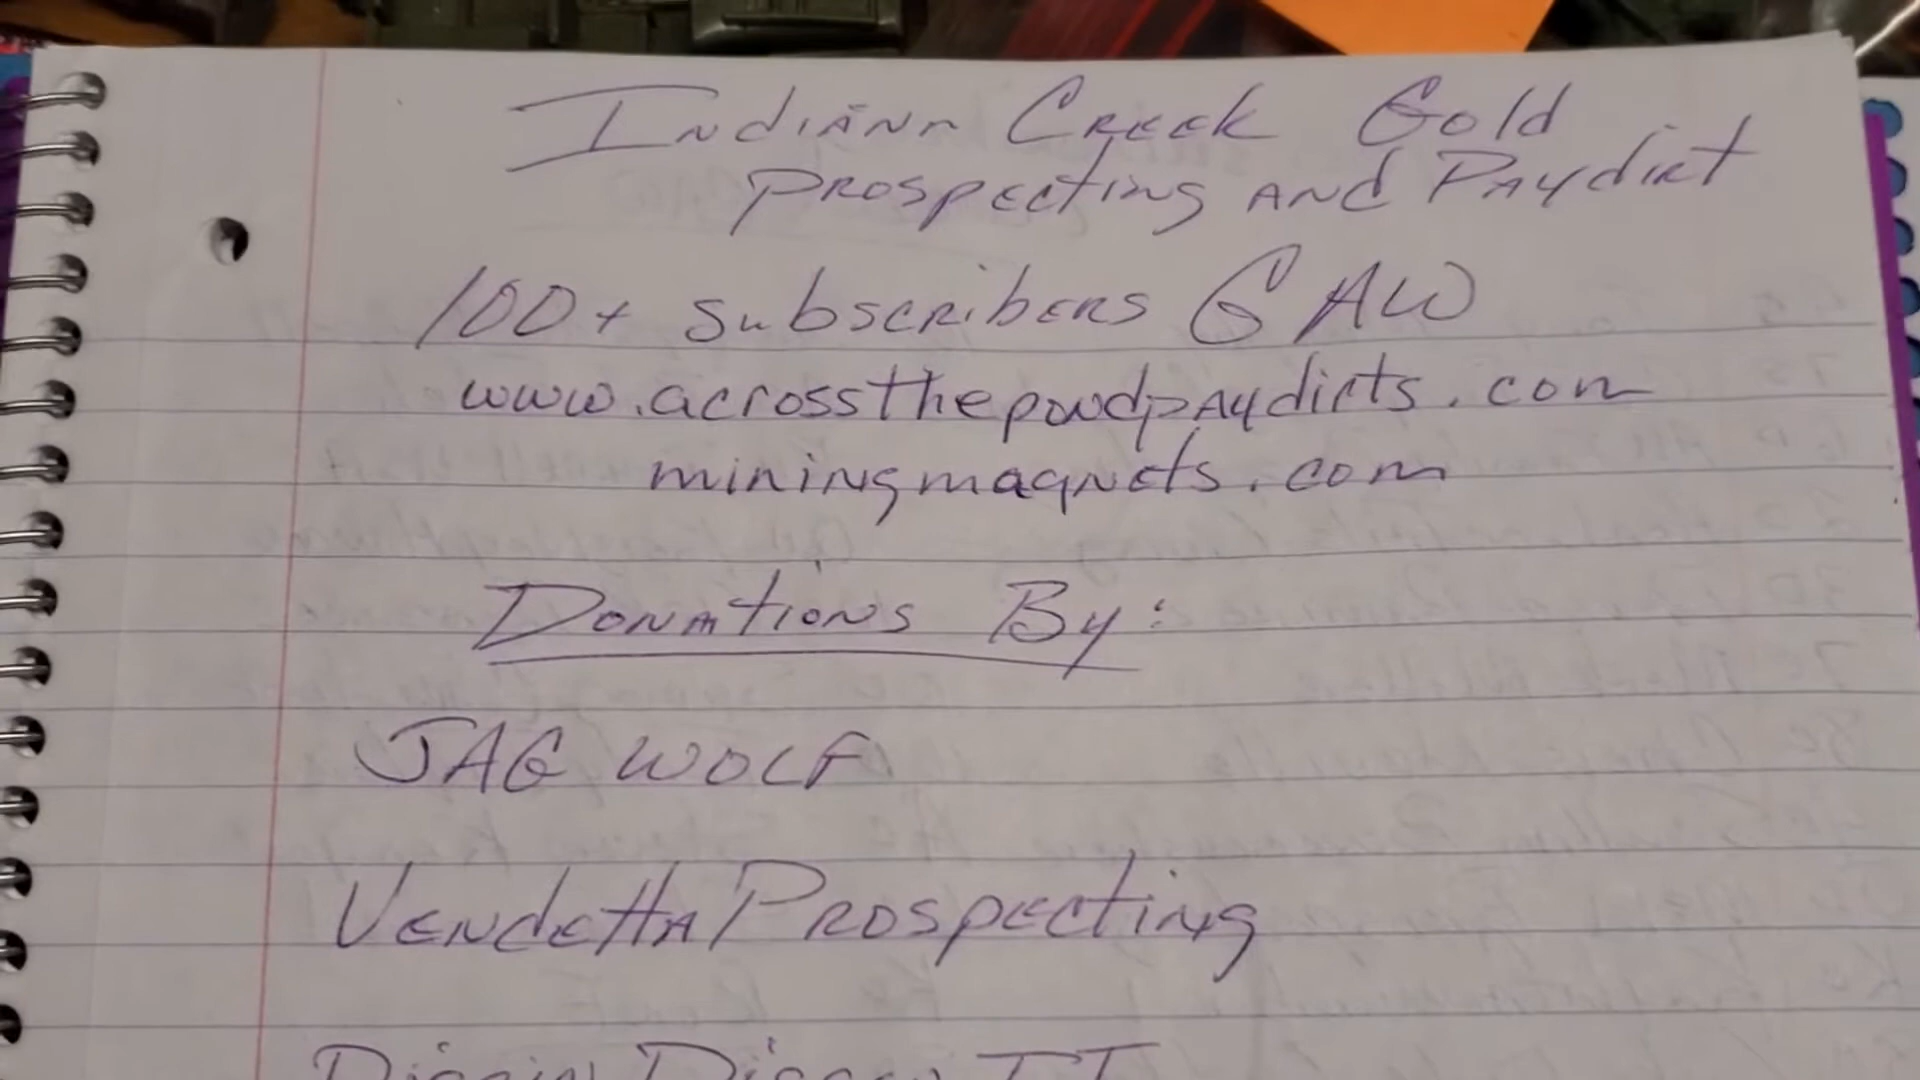 Indiana Creek Gold
Prospecting and Paydirt
100+ subscribers GAW
www.acrossthepondpaydirts.com
miningmagnets.com
Donations By:
JAG WOLF
Vendetta Prospecting